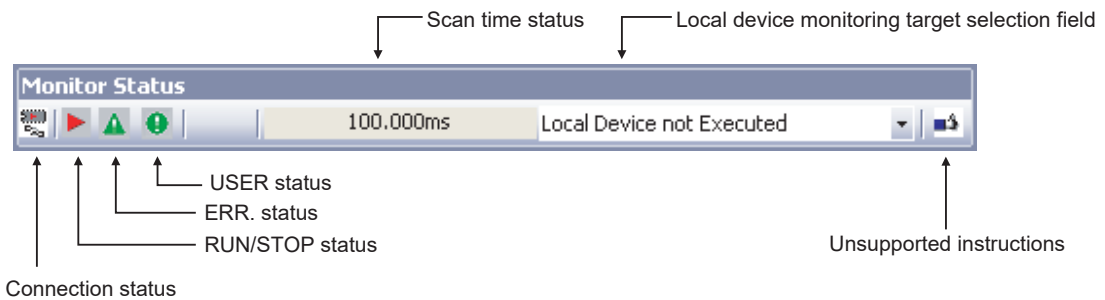 Scan time status
Local device monitoring target selection field
Monitor Status
100.000ms
Local Device not Executed
USER status
ERR. status
RUN/STOP status
Unsupported instructions
Connection status